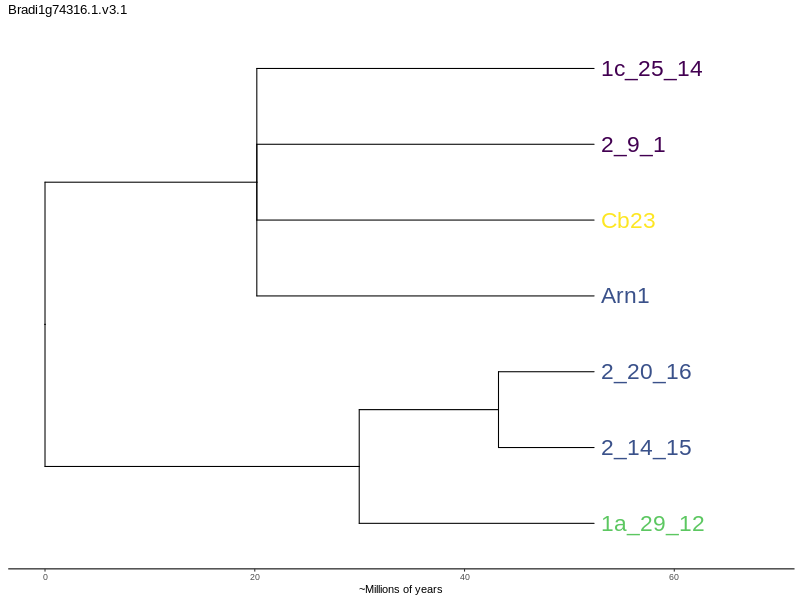 Bradi1g74316.1.v3.1
1c_25_14
2_9_1
Cb23
Arn1
2_20_16
2_14_15
1a_29_12
0 20 40 60
~Millions of years